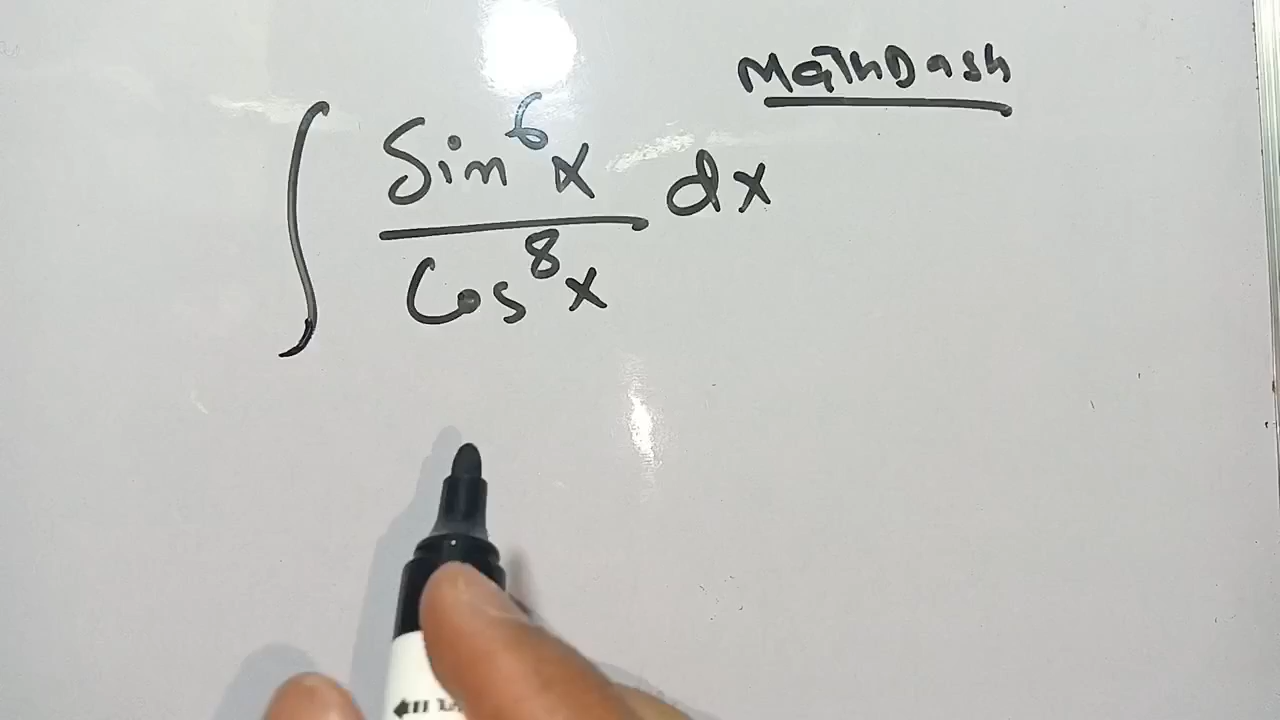 MathDash
∫ Sin⁶x / Cos⁸x dx